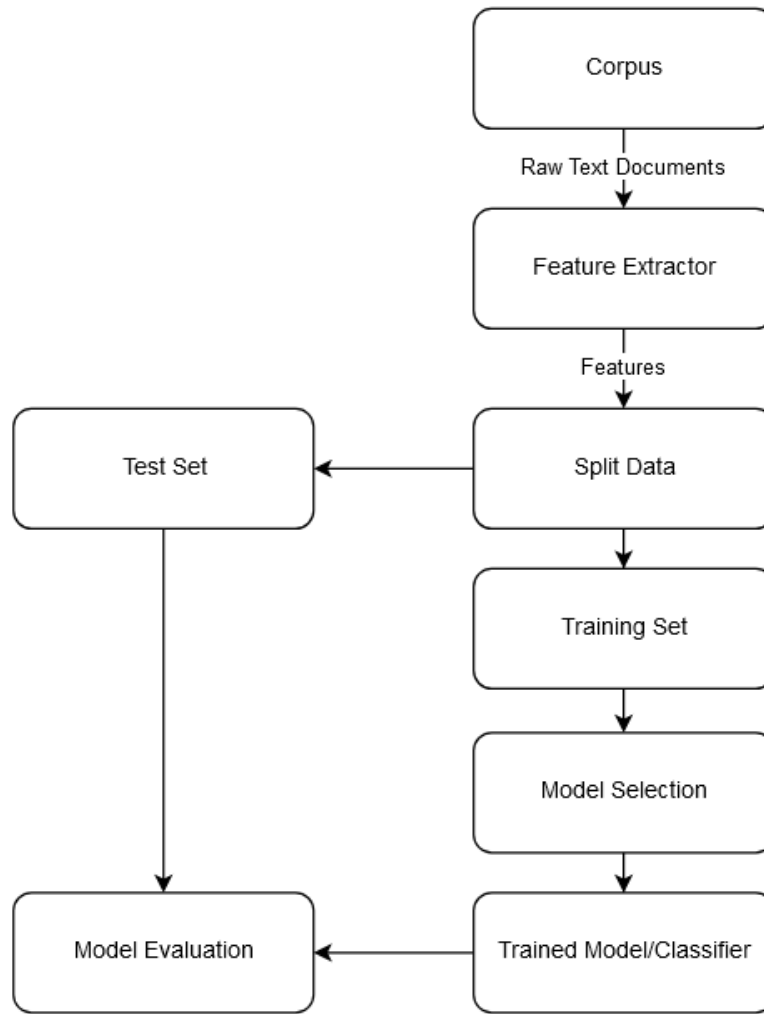 Corpus
Raw Text Documents
Feature Extractor
Features
Test Set
Split Data
Training Set
Model Selection
Model Evaluation
Trained Model/Classifier